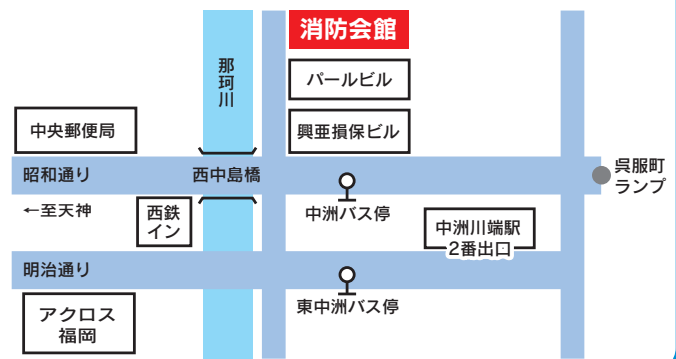 消防会館
那珂川
パールビル
中央郵便局
興亜損保ビル
昭和通り
西中島橋
呉服町
ランプ
←至天神
西鉄
イン
中洲バス停
中洲川端駅
2番出口
明治通り
アクロス
福岡
東中洲バス停